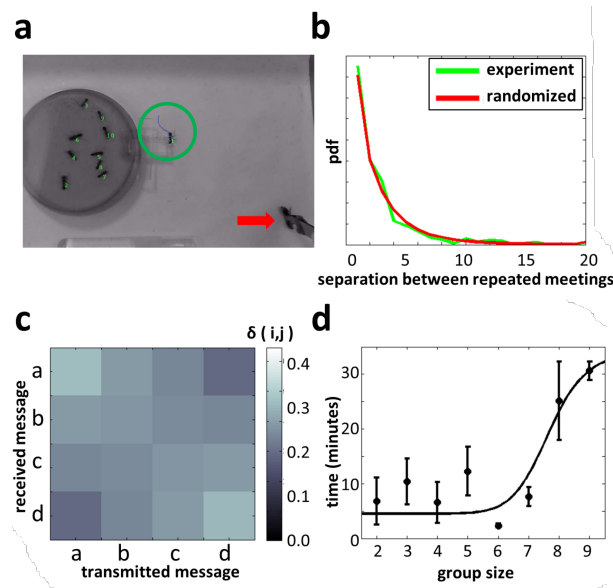 a
b
experiment
randomized
pdf
0
5
10
15
20
separation between repeated meetings
c
δ ( i,j )
0.4
0.3
0.2
0.1
0.0
a
b
c
d
received message
a
b
c
d
transmitted message
d
30
20
10
0
time (minutes)
2
3
4
5
6
7
8
9
group size